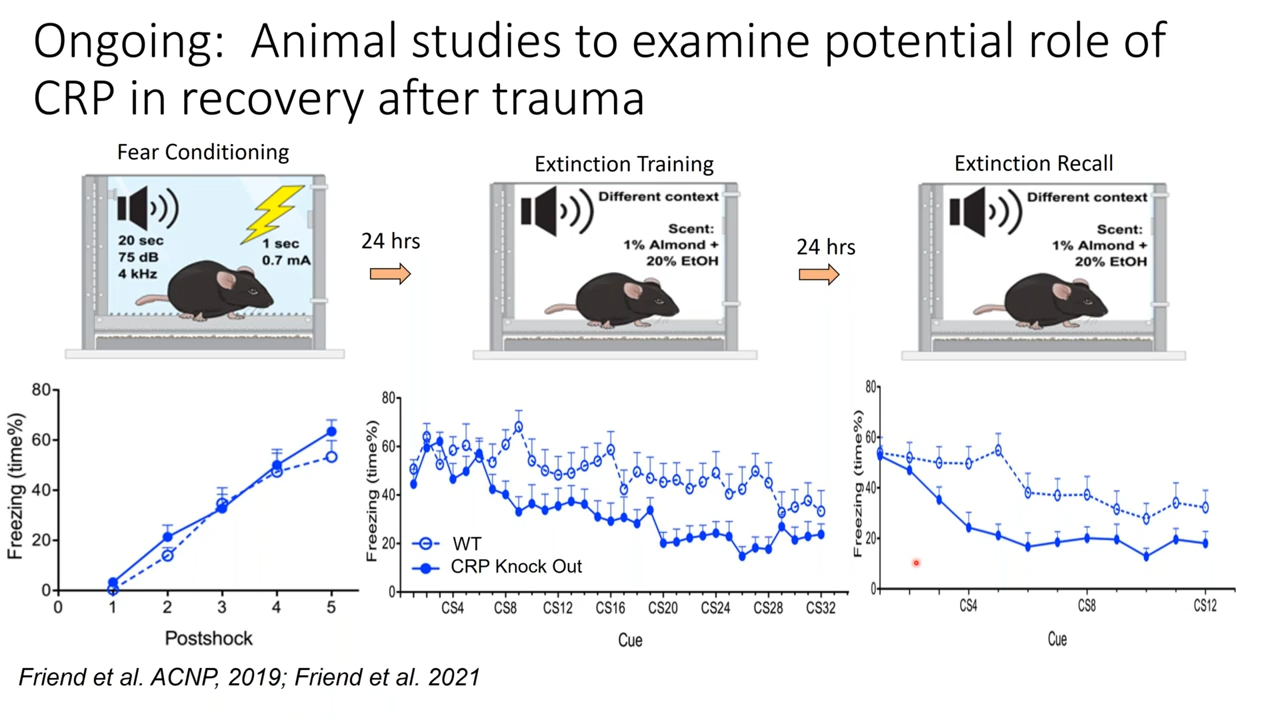 Ongoing:  Animal studies to examine potential role of
CRP in recovery after trauma
Fear Conditioning
20 sec
75 dB
4 kHz
1 sec
0.7 mA
24 hrs
Extinction Training
Different context
Scent:
1% Almond +
20% EtOH
24 hrs
Extinction Recall
Different context
Scent:
1% Almond +
20% EtOH
Freezing (time%)
80
60
40
20
0
0 1 2 3 4 5
Postshock
Freezing (time%)
80
60
40
20
0
WT
CRP Knock Out
CS4 CS8 CS12 CS16 CS20 CS24 CS28 CS32
Cue
Freezing (time%)
80
60
40
20
0
CS4 CS8 CS12
Cue
Friend et al. ACNP, 2019; Friend et al. 2021